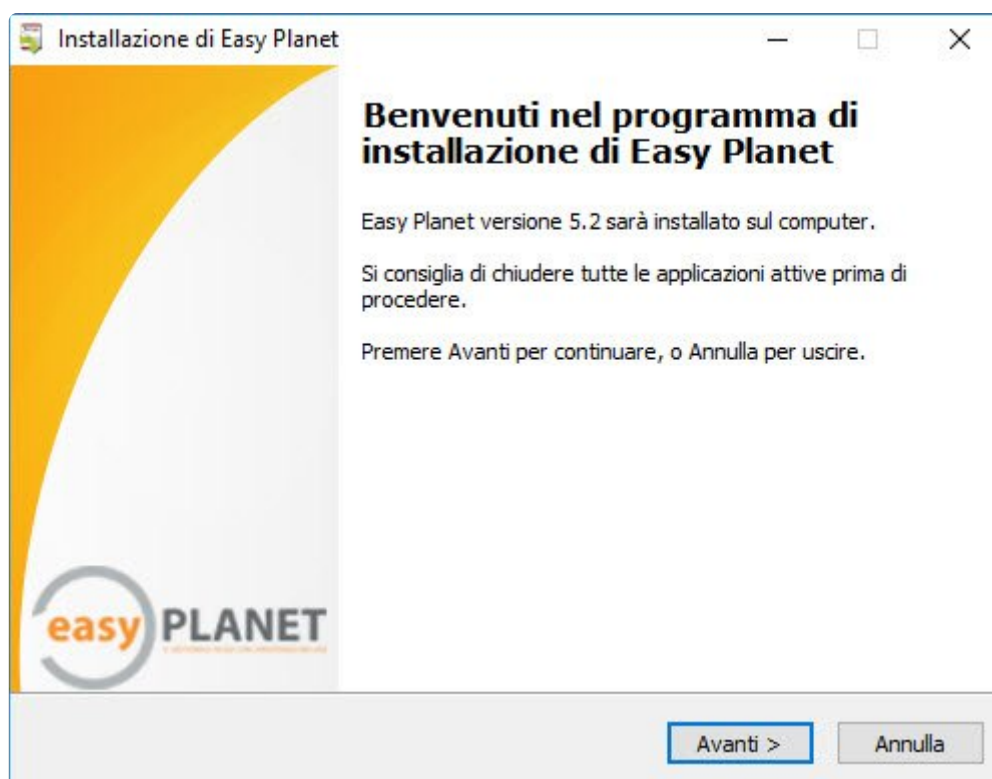 Installazione di Easy Planet
Benvenuti nel programma di
installazione di Easy Planet
Easy Planet versione 5.2 sarà installato sul computer.
Si consiglia di chiudere tutte le applicazioni attive prima di
procedere.
Premere Avanti per continuare, o Annulla per uscire.
easy PLANET
Avanti >
Annulla